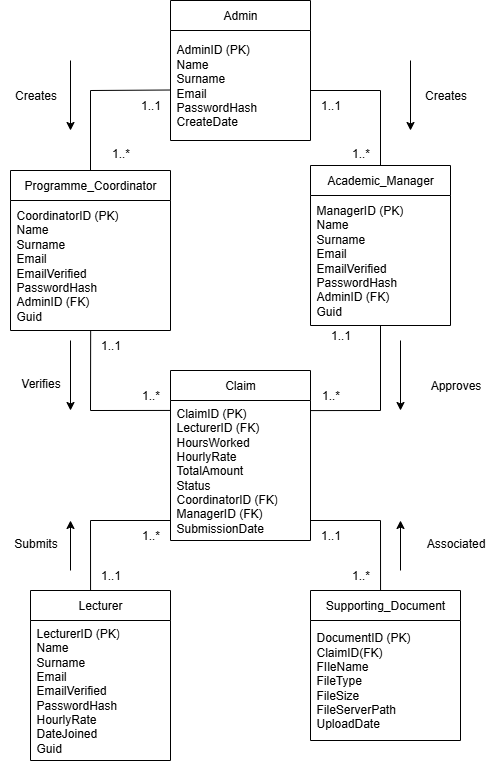 Admin
AdminID (PK)
Name
Surname
Email
PasswordHash
CreateDate
Creates
1..1
1..1
Creates
1..*
1..*
Programme_Coordinator
CoordinatorID (PK)
Name
Surname
Email
EmailVerified
PasswordHash
AdminID (FK)
Guid
Academic_Manager
ManagerID (PK)
Name
Surname
Email
EmailVerified
PasswordHash
AdminID (FK)
Guid
1..1
1..1
Verifies
Approves
1..*
1..*
Claim
ClaimID (PK)
LecturerID (FK)
HoursWorked
HourlyRate
TotalAmount
Status
CoordinatorID (FK)
ManagerID (FK)
SubmissionDate
Submits
1..*
1..1
Associated
1..1
1..*
Lecturer
LecturerID (PK)
Name
Surname
Email
EmailVerified
PasswordHash
HourlyRate
DateJoined
Guid
Supporting_Document
DocumentID (PK)
ClaimID(FK)
FIleName
FileType
FileSize
FileServerPath
UploadDate